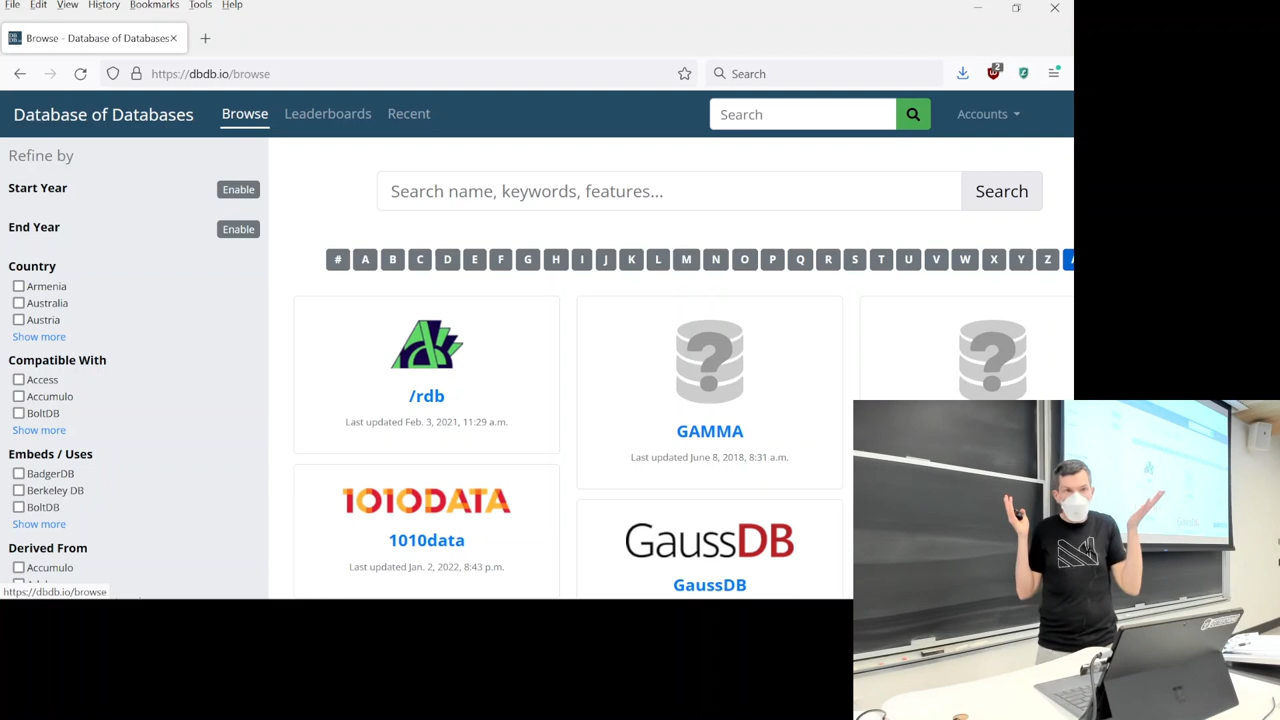 File Edit View History Bookmarks Tools Help
Browse - Database of Databases
https://dbdb.io/browse
Search
2
Database of Databases
Browse
Leaderboards
Recent
Search
Accounts
Refine by
Start Year
Enable
End Year
Enable
Country
Armenia
Australia
Austria
Show more
Compatible With
Access
Accumulo
BoltDB
Show more
Embeds / Uses
BadgerDB
Berkeley DB
BoltDB
Show more
Derived From
Accumulo
https://dbdb.io/browse
Search name, keywords, features...
Search
# A B C D E F G H I J K L M N O P Q R S T U V W X Y Z
/rdb
Last updated Feb. 3, 2021, 11:29 a.m.
?
GAMMA
Last updated June 8, 2018, 8:31 a.m.
?
1010DATA
1010data
Last updated Jan. 2, 2022, 8:43 p.m.
GaussDB
GaussDB